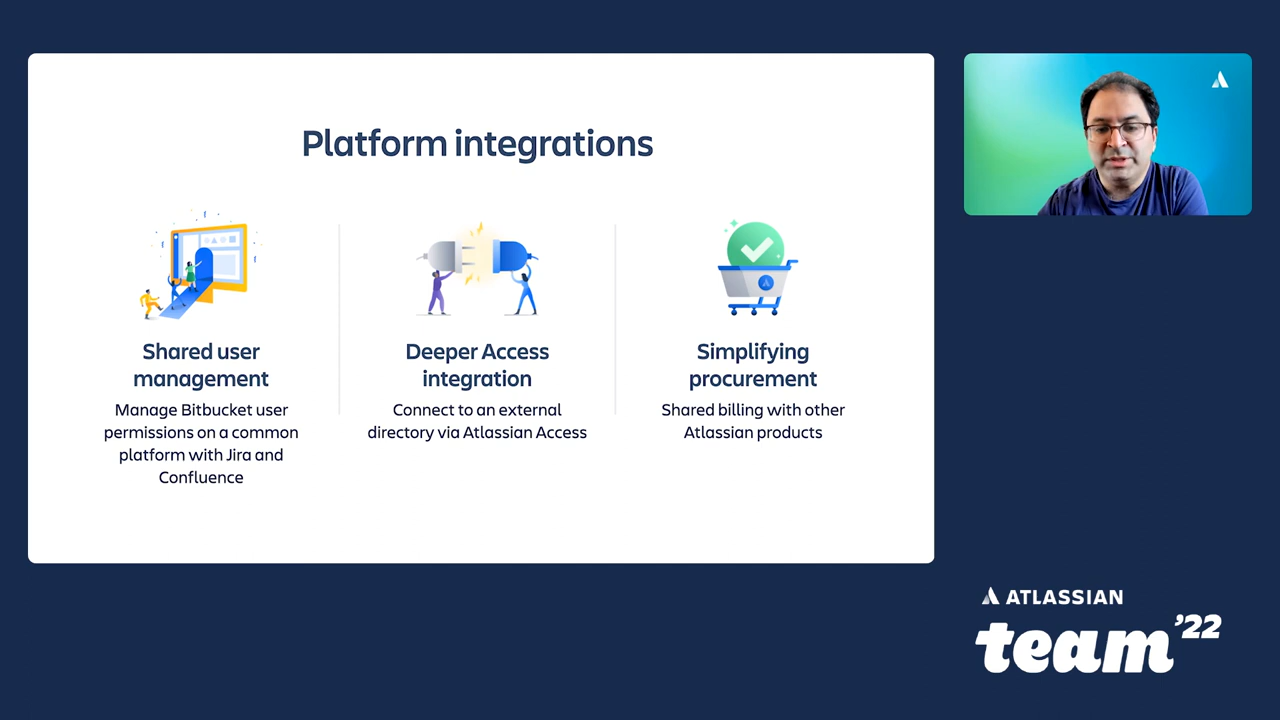 Platform integrations
Shared user
management
Manage Bitbucket user
permissions on a common
platform with Jira and
Confluence
Deeper Access
integration
Connect to an external
directory via Atlassian Access
Simplifying
procurement
Shared billing with other
Atlassian products
ATLASSIAN
team '22